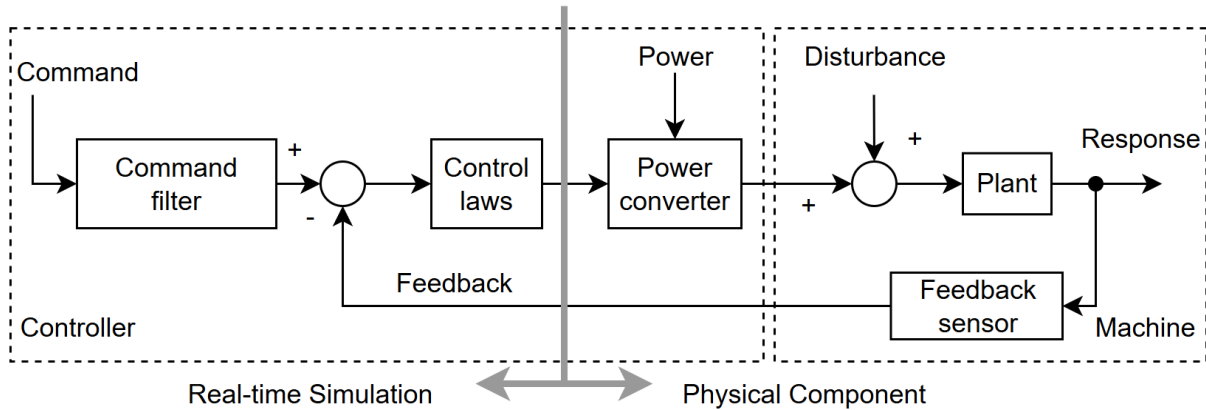 Command
Power
Disturbance
Command
filter
+
-
Control
laws
Power
converter
+
+
Plant
Response
Feedback
Feedback
sensor
Controller
Machine
Real-time Simulation
Physical Component